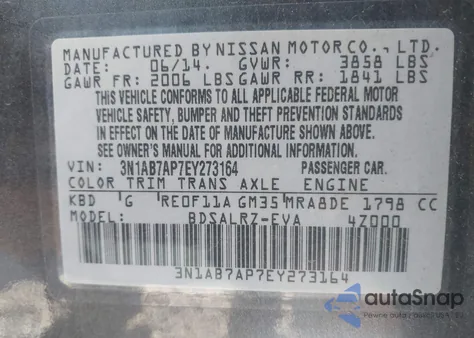 MANUFACTURED BY NISSAN MOTOR CO., LTD.
DATE: 06/14. GVWR: 3858 LBS
GAWR FR: 2006 LBS GAWR RR: 1841 LBS
THIS VEHICLE CONFORMS TO ALL APPLICABLE FEDERAL MOTOR
VEHICLE SAFETY, BUMPER AND THEFT PREVENTION STANDARDS
IN EFFECT ON THE DATE OF MANUFACTURE SHOWN ABOVE.
SEE OWNER'S MANUAL FOR ADDITIONAL INFORMATION.
VIN: 3N1AB7AP7EY273164 PASSENGER CAR.
COLOR TRIM TRANS AXLE ENGINE
KBD G RE0F11A GM35 MRA8DE 1798 CC
MODEL: BDSALRZ-EVA 4Z000
3N1AB7AP7EY273164
autoSnap